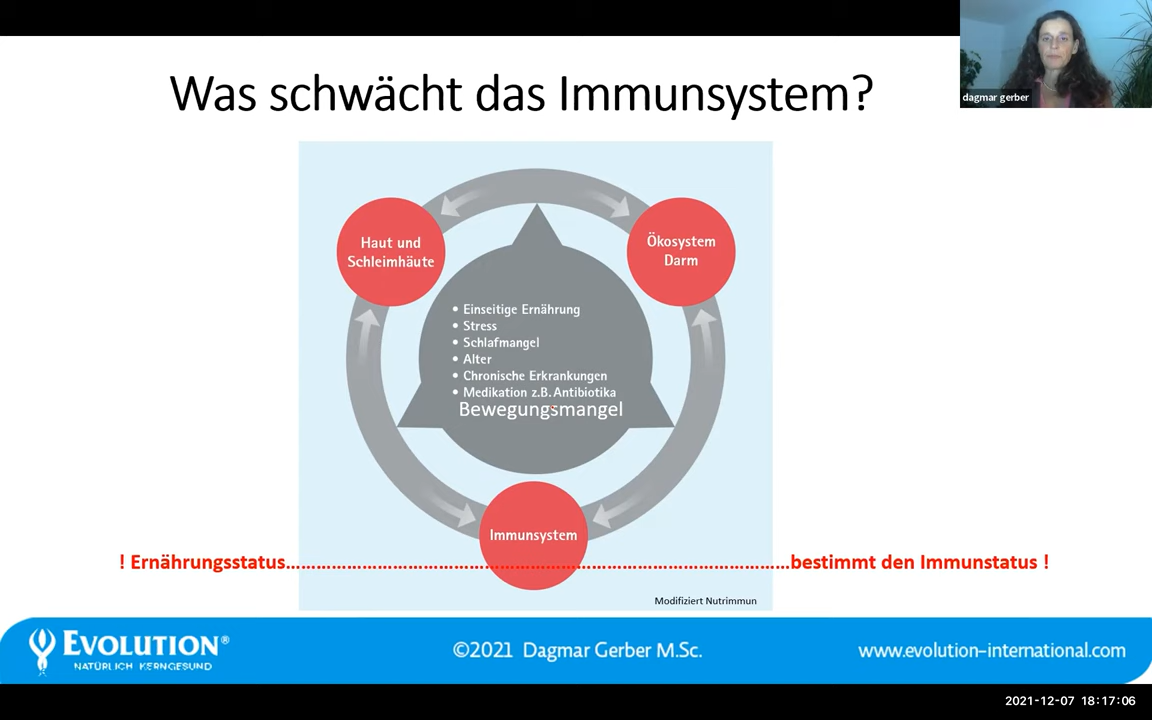 Was schwächt das Immunsystem?
dagmar gerber
Haut und
Schleimhäute
Ökosystem
Darm
• Einseitige Ernährung
• Stress
• Schlafmangel
• Alter
• Chronische Erkrankungen
• Medikation z.B. Antibiotika
Bewegungsmangel
Immunsystem
! Ernährungsstatus………………………………………………………………………………………bestimmt den Immunstatus !
Modifiziert Nutrimmun
EVOLUTION®
NATÜRLICH KERNGESUND
©2021 Dagmar Gerber M.Sc.
www.evolution-international.com
2021-12-07 18:17:06